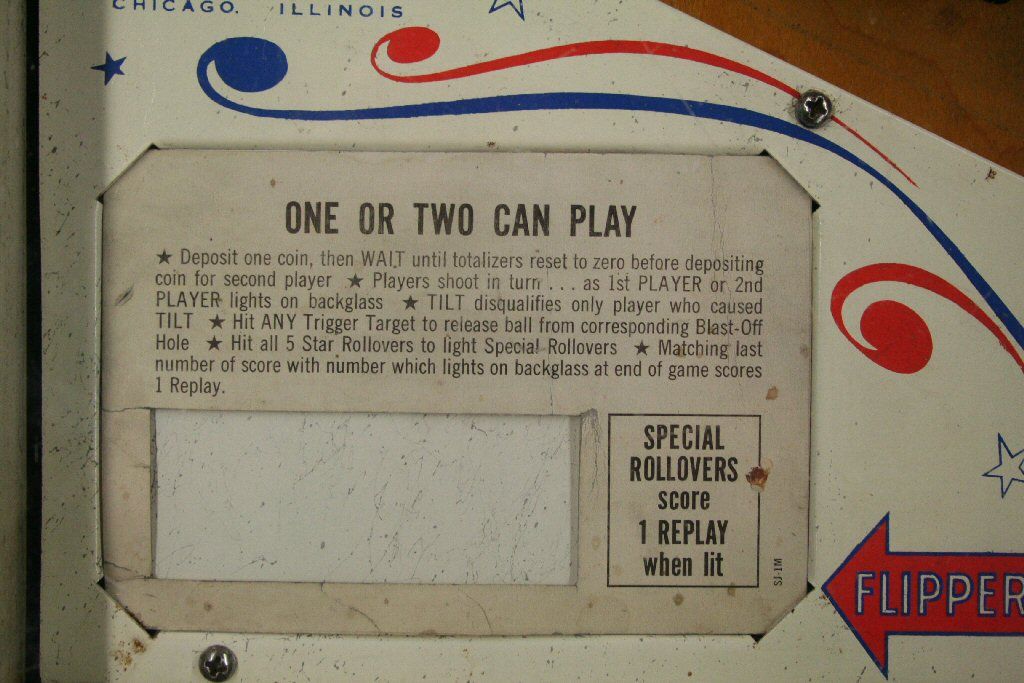 CHICAGO, ILLINOIS
ONE OR TWO CAN PLAY
★ Deposit one coin, then WAIT until totalizers reset to zero before depositing
coin for second player ★ Players shoot in turn . . . as 1st PLAYER or 2nd
PLAYER lights on backglass ★ TILT disqualifies only player who caused
TILT ★ Hit ANY Trigger Target to release ball from corresponding Blast-Off
Hole ★ Hit all 5 Star Rollovers to light Special Rollovers ★ Matching last
number of score with number which lights on backglass at end of game scores
1 Replay.
SPECIAL
ROLLOVERS
score
1 REPLAY
when lit
SJ-1M
FLIPPER